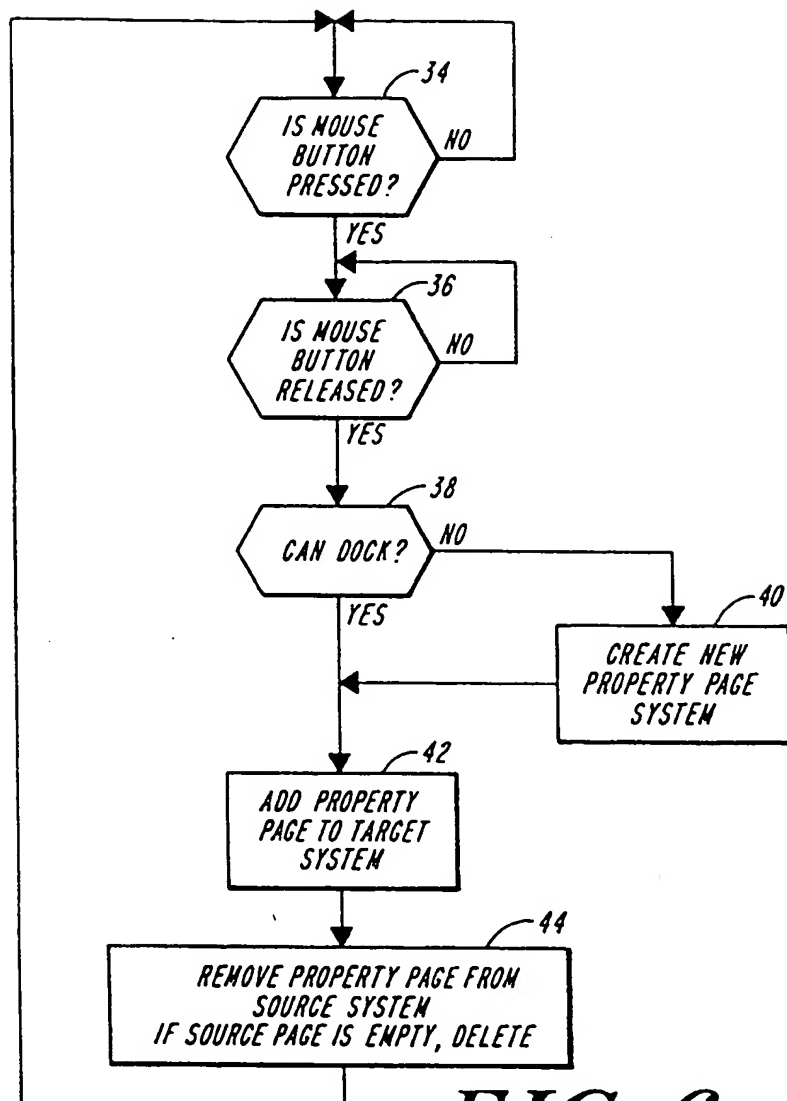 34
IS MOUSE
BUTTON
PRESSED?
NO
YES
36
IS MOUSE
BUTTON
RELEASED?
NO
YES
38
CAN DOCK?
NO
YES
40
CREATE NEW
PROPERTY PAGE
SYSTEM
42
ADD PROPERTY
PAGE TO TARGET
SYSTEM
44
REMOVE PROPERTY PAGE FROM
SOURCE SYSTEM
IF SOURCE PAGE IS EMPTY, DELETE